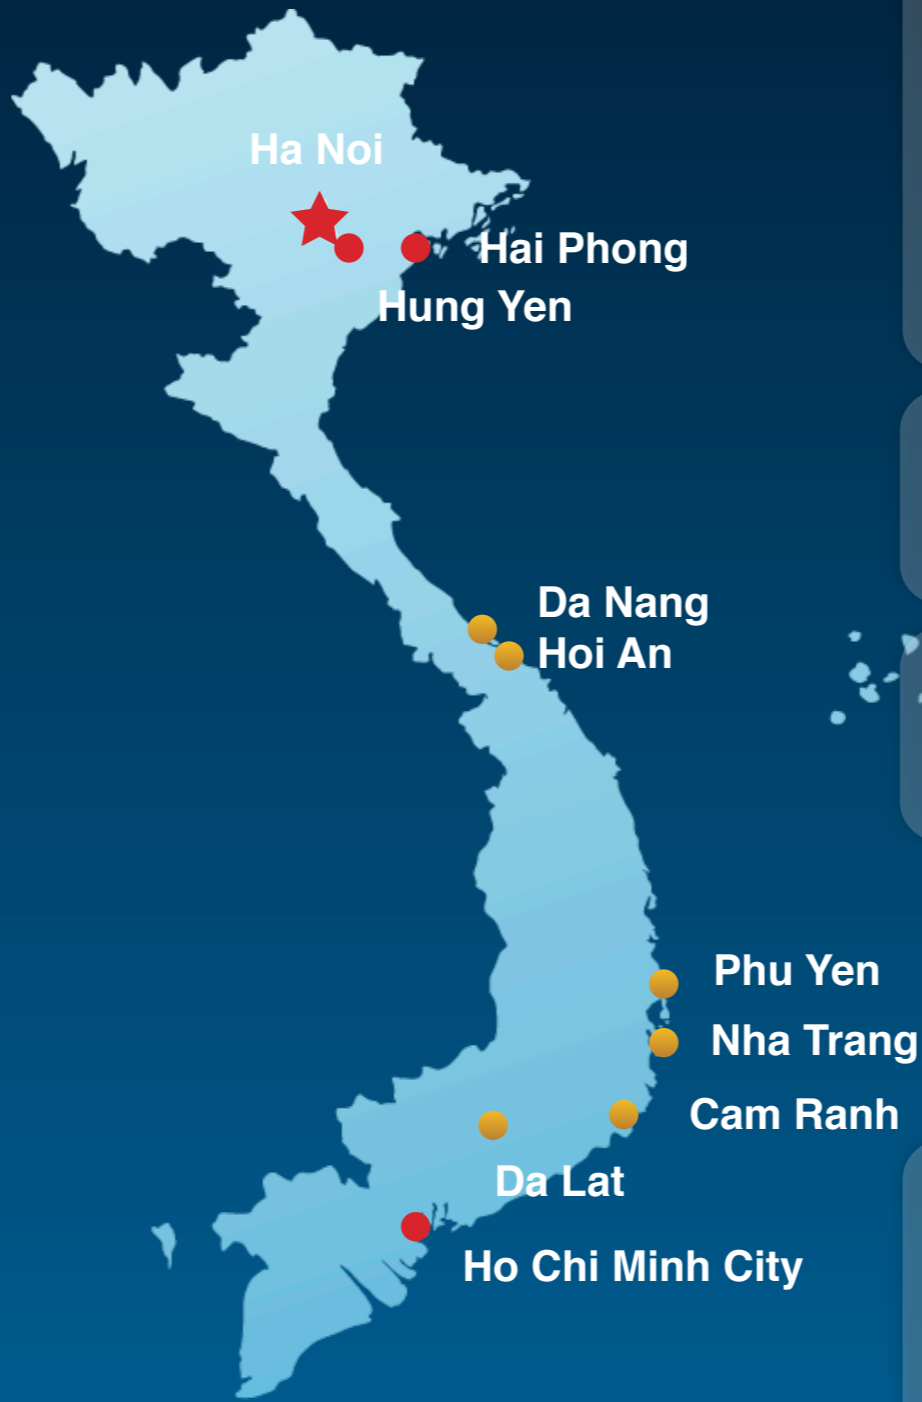 Ha Noi
Hai Phong
Hung Yen
Da Nang
Hoi An
Phu Yen
Nha Trang
Cam Ranh
Da Lat
Ho Chi Minh City